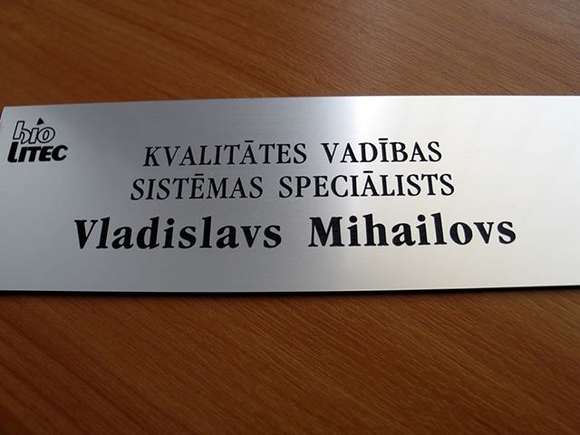 bio
LITEC
KVALITĀTES VADĪBAS
SISTĒMAS SPECIĀLISTS
Vladislavs Mihailovs